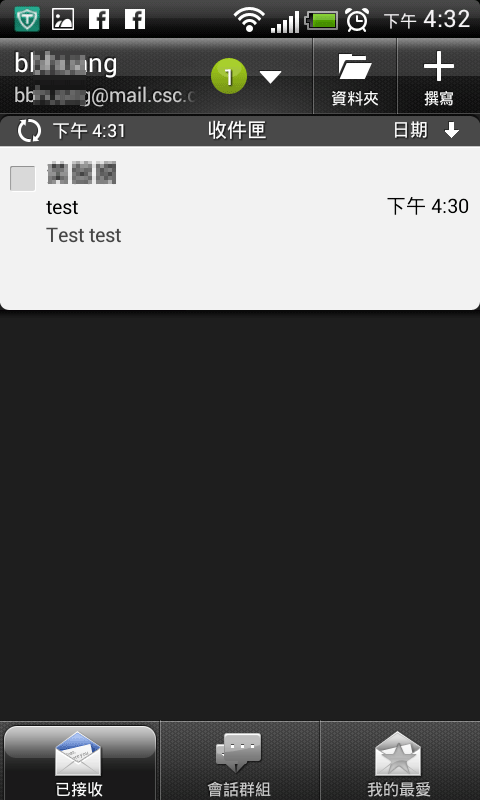 下午 4:32
1
資料夾
撰寫
下午 4:31
收件匣
日期
test
下午 4:30
Test test
已接收
會話群組
我的最愛